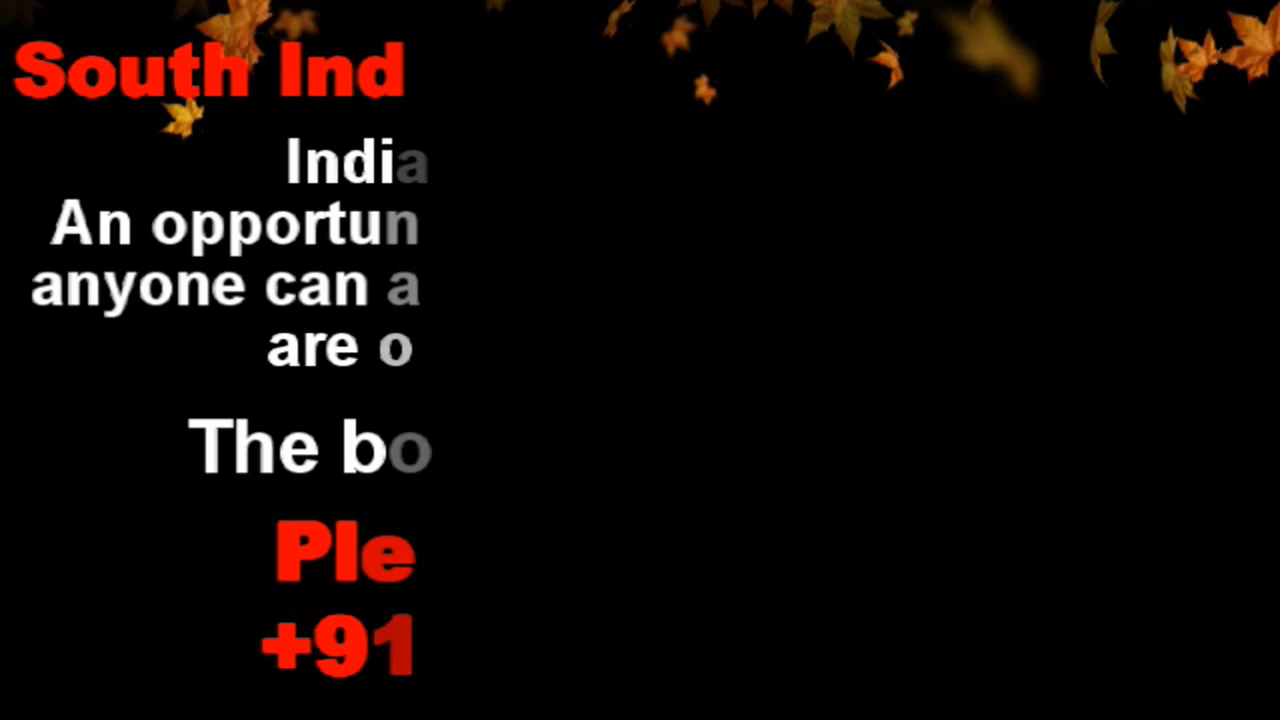 South Ind
India
An opportun
anyone can a
are o
The bo
Ple
+91